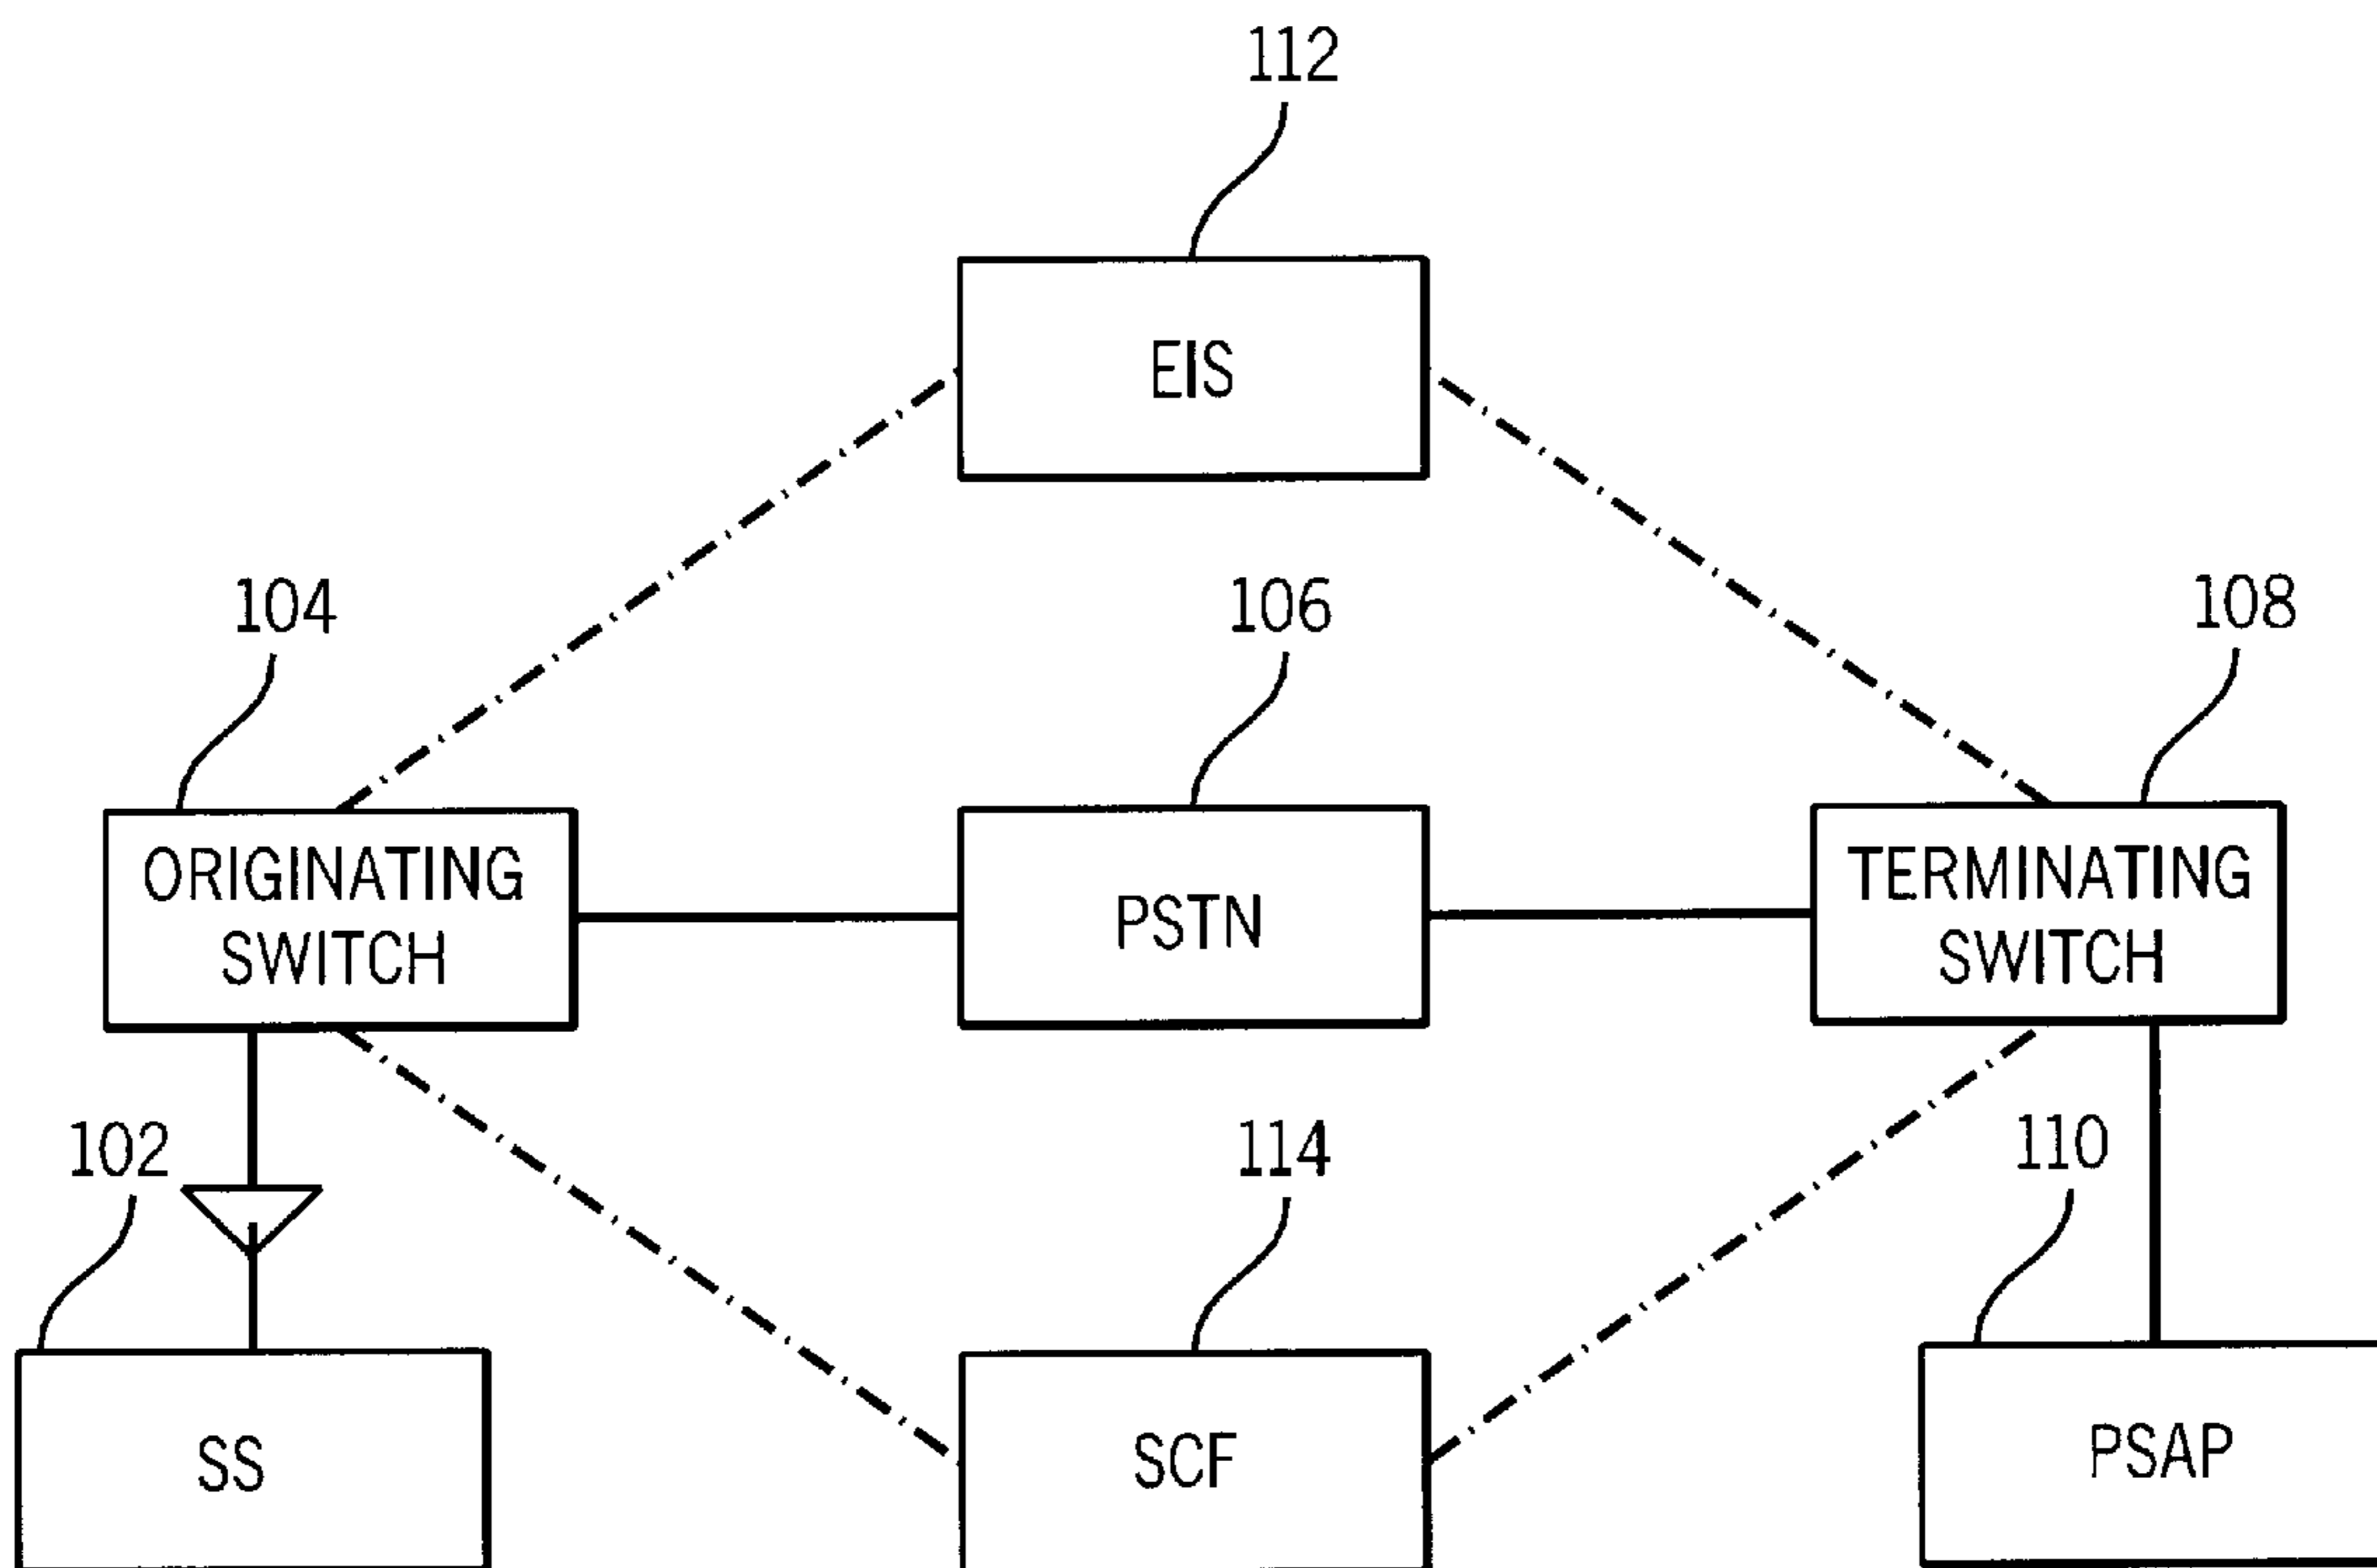 112
EIS
104
106
108
ORIGINATING
SWITCH
PSTN
TERMINATING
SWITCH
102
114
110
SS
SCF
PSAP